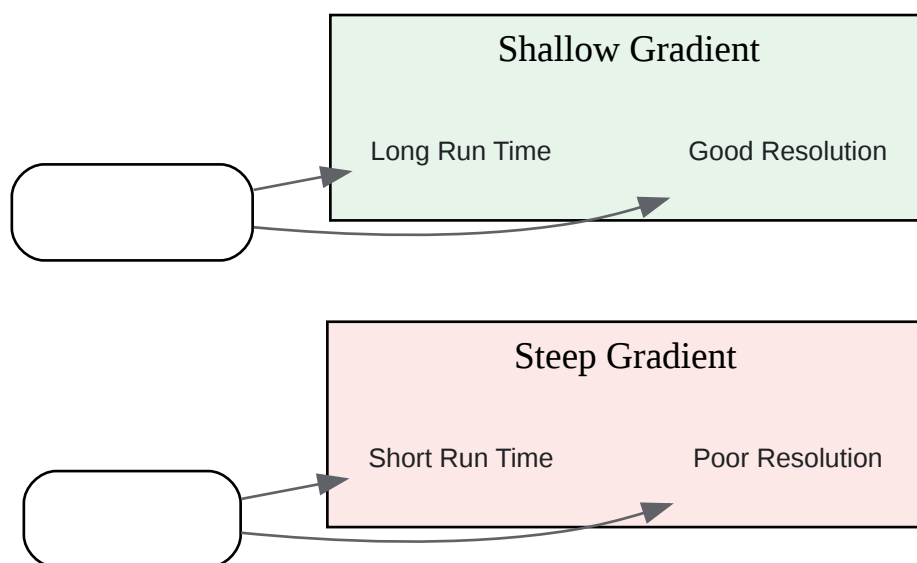 Shallow Gradient
Long Run Time
Good Resolution
Steep Gradient
Short Run Time
Poor Resolution